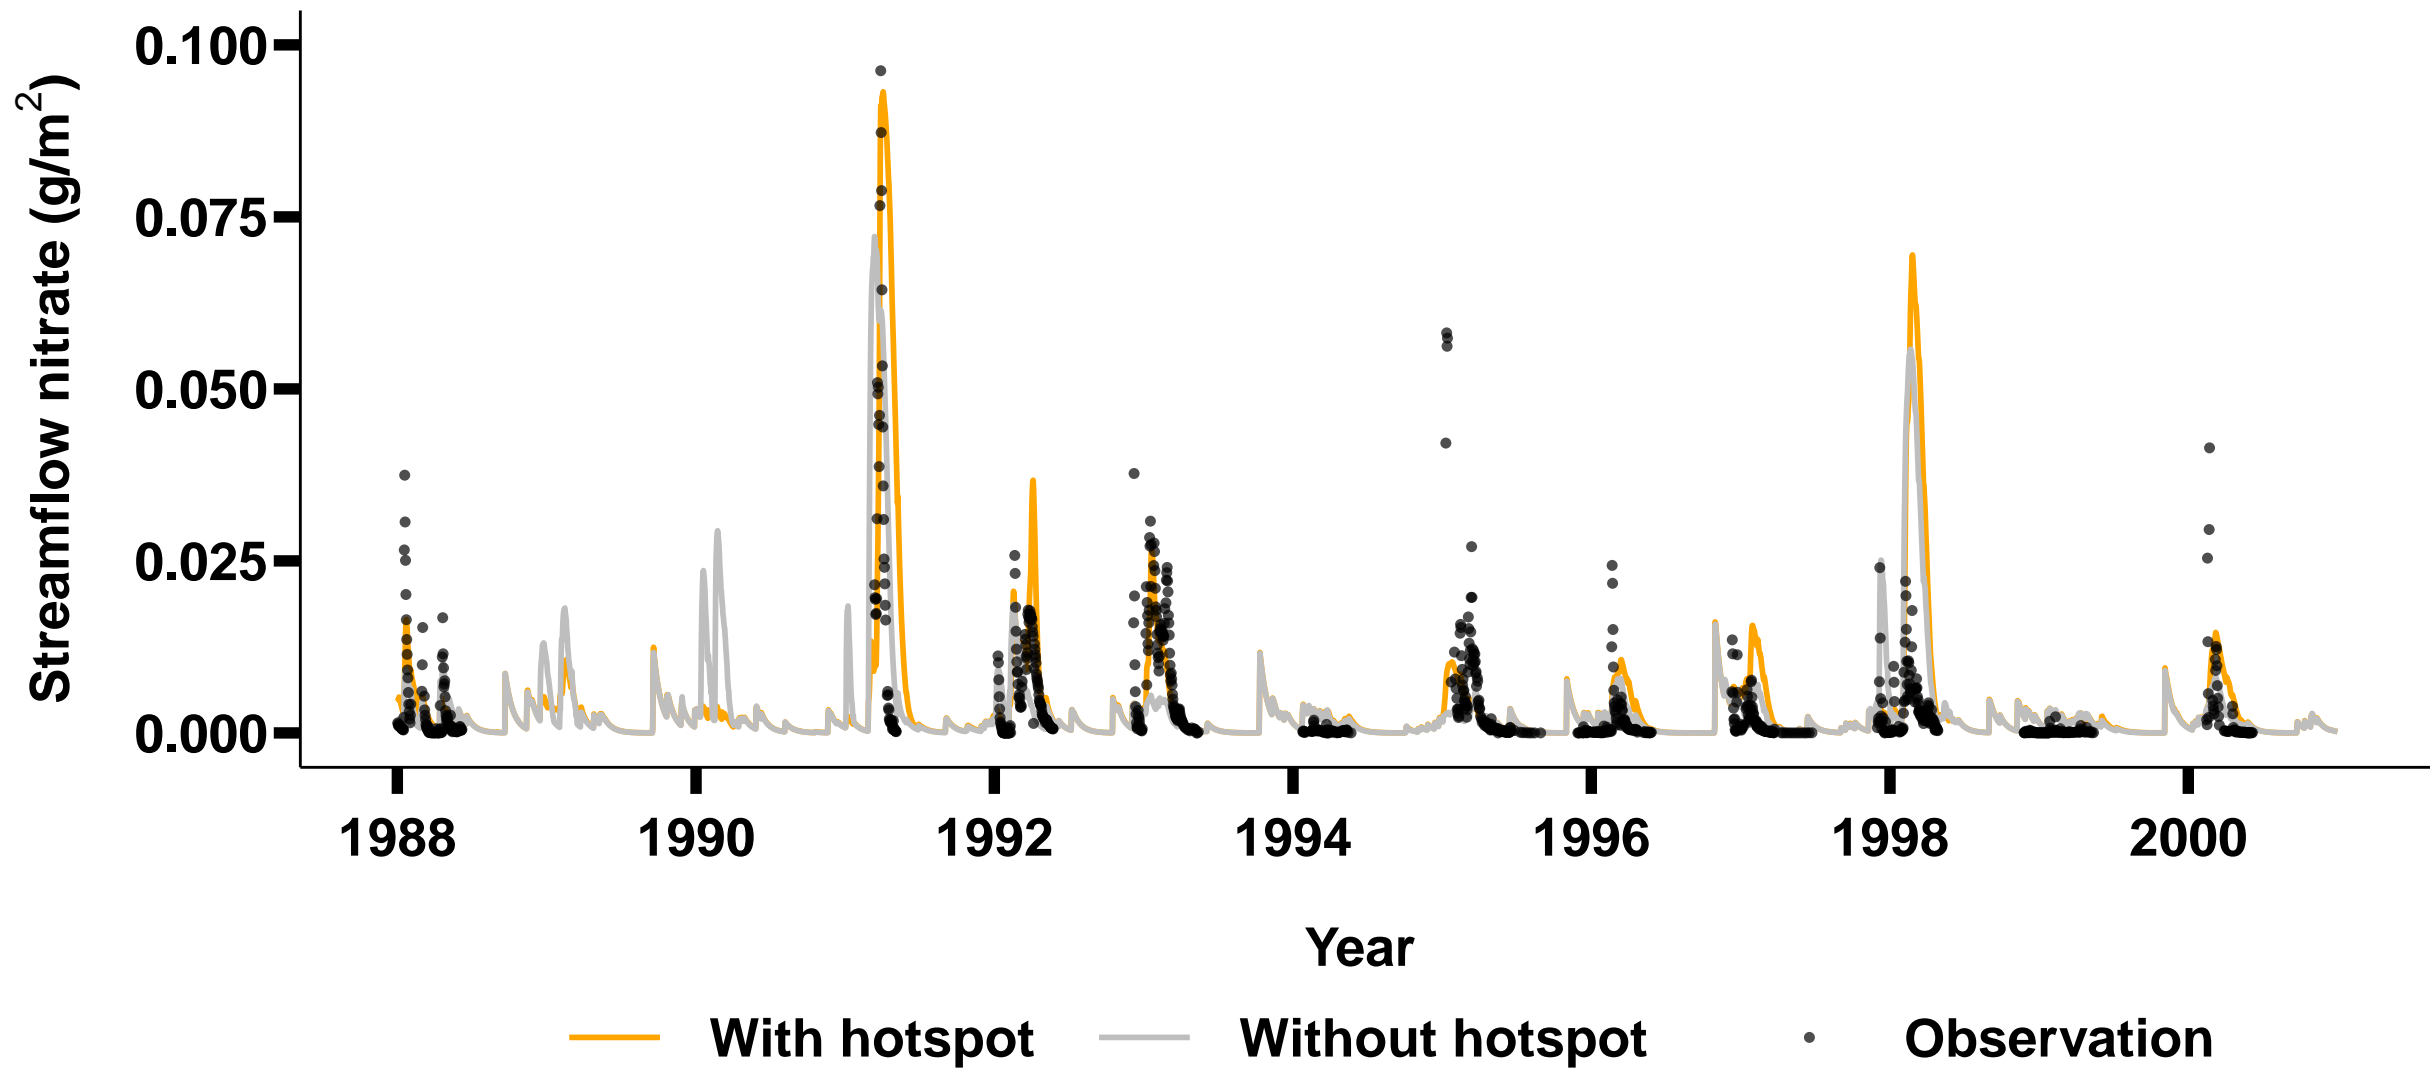 Streamflow nitrate (g/m²)
0.100
0.075
0.050
0.025
0.000
1988 1990 1992 1994 1996 1998 2000
Year
With hotspot Without hotspot Observation